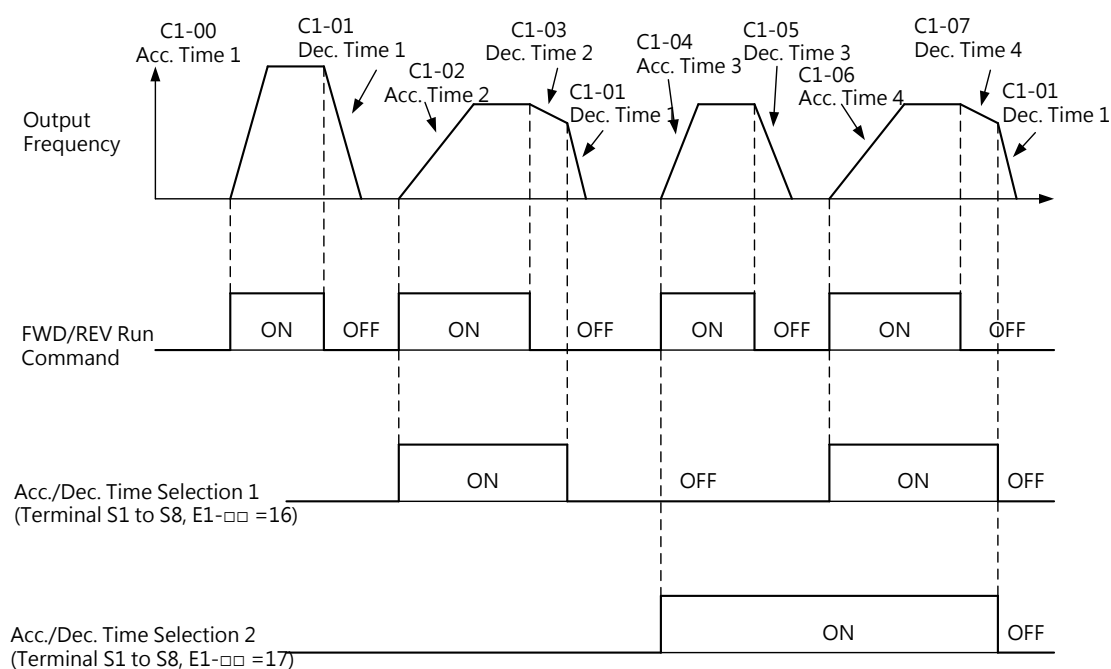 C1-00
Acc. Time 1
C1-01
Dec. Time 1
C1-02
Acc. Time 2
C1-03
Dec. Time 2
C1-01
Dec. Time 1
C1-04
Acc. Time 3
C1-05
Dec. Time 3
C1-06
Acc. Time 4
C1-07
Dec. Time 4
C1-01
Dec. Time 1
Output
Frequency
FWD/REV Run
Command
ON
OFF
ON
OFF
ON
OFF
ON
OFF
Acc./Dec. Time Selection 1
(Terminal S1 to S8, E1-□□ =16)
ON
OFF
ON
OFF
Acc./Dec. Time Selection 2
(Terminal S1 to S8, E1-□□ =17)
ON
OFF